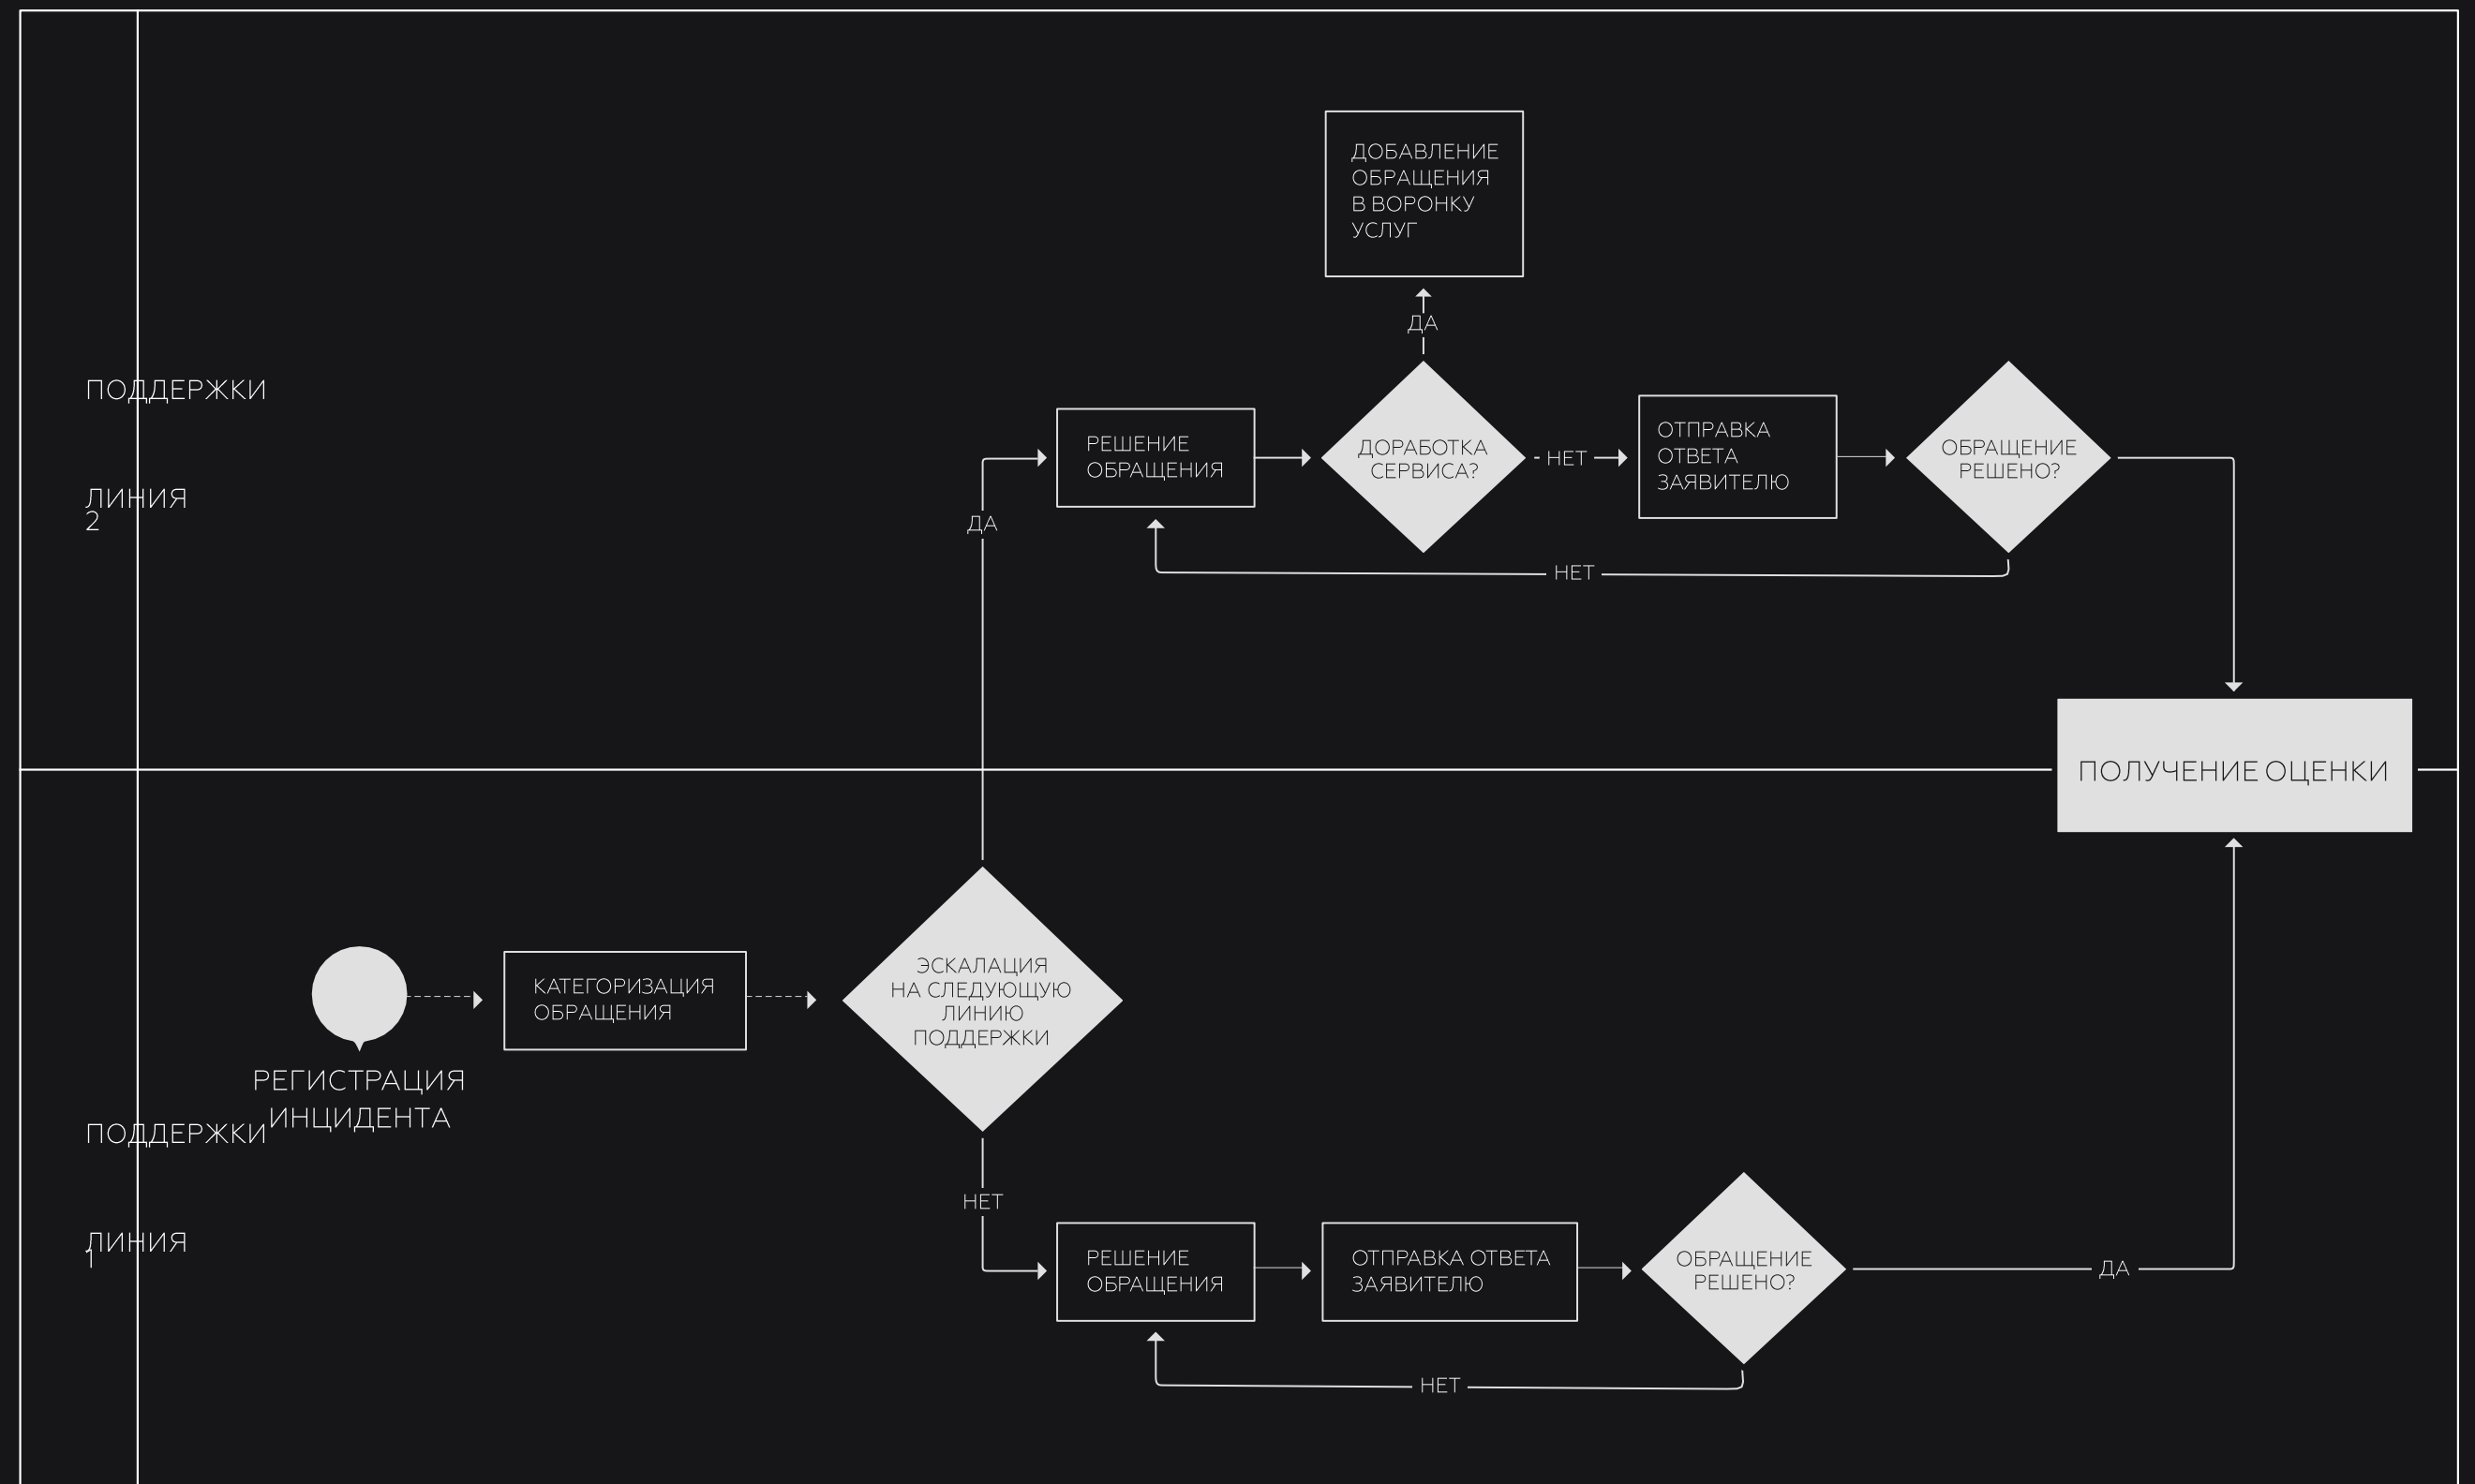 ДОБАВЛЕНИЕ
ОБРАЩЕНИЯ
В ВОРОНКУ
УСЛУГ
ДА
ПОДДЕРЖКИ
ЛИНИЯ
2
РЕШЕНИЕ
ОБРАЩЕНИЯ
ДОРАБОТКА
СЕРВИСА?
НЕТ
ОТПРАВКА
ОТВЕТА
ЗАЯВИТЕЛЮ
ОБРАЩЕНИЕ
РЕШЕНО?
ДА
НЕТ
ПОЛУЧЕНИЕ ОЦЕНКИ
РЕГИСТРАЦИЯ
ИНЦИДЕНТА
КАТЕГОРИЗАЦИЯ
ОБРАЩЕНИЯ
ЭСКАЛАЦИЯ
НА СЛЕДУЮЩУЮ
ЛИНИЮ
ПОДДЕРЖКИ
ПОДДЕРЖКИ
ЛИНИЯ
1
НЕТ
РЕШЕНИЕ
ОБРАЩЕНИЯ
ОТПРАВКА ОТВЕТА
ЗАЯВИТЕЛЮ
ОБРАЩЕНИЕ
РЕШЕНО?
ДА
НЕТ